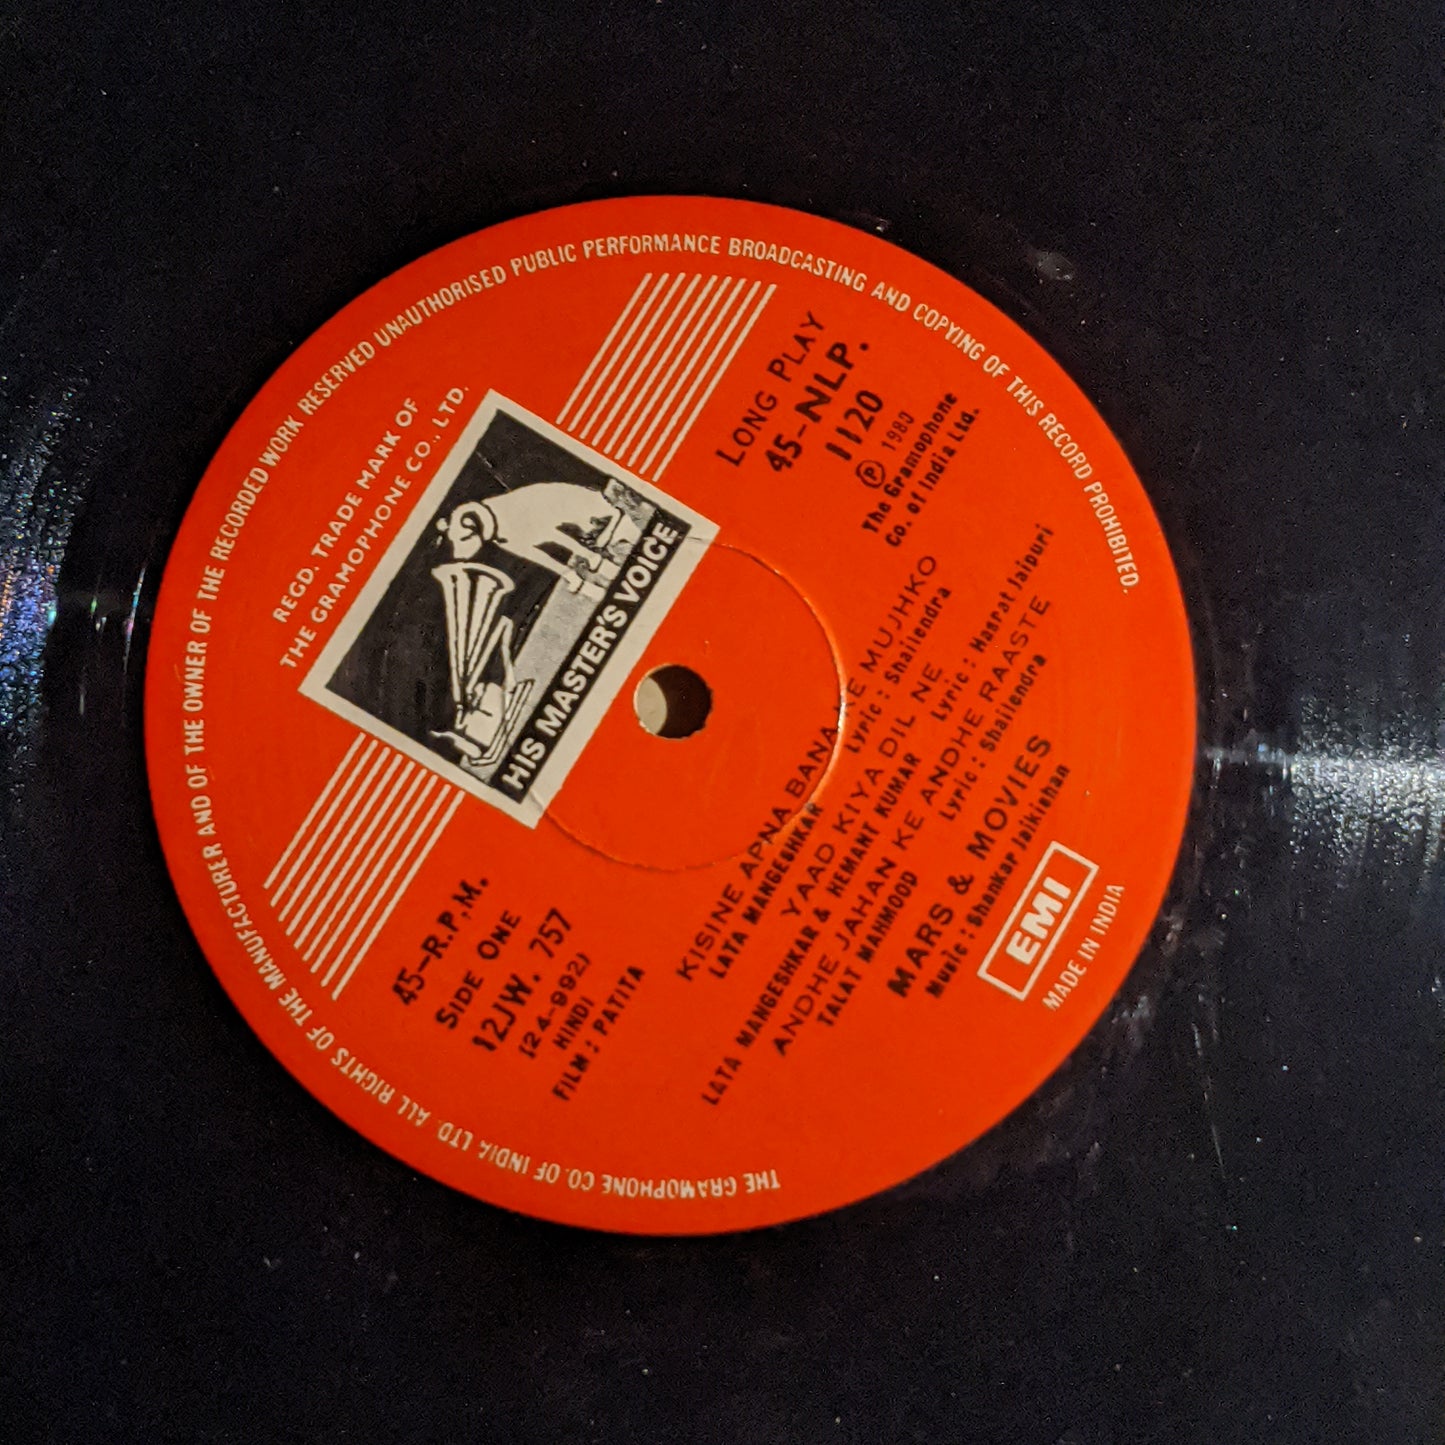 THE GRAMOPHONE CO. OF INDIA LTD. ALL RIGHTS OF THE MANUFACTURER AND OF THE OWNER OF THE RECORDED WORK RESERVED UNAUTHORISED PUBLIC PERFORMANCE BROADCASTING AND COPYING OF THIS RECORD PROHIBITED.
REGD. TRADE MARK OF
THE GRAMOPHONE CO., LTD.
HIS MASTER'S VOICE
45-R.P.M.
SIDE ONE
12JW. 757
(24-992)
HINDI
FILM : PATITA
LONG PLAY
45-NLP.
1120
Ⓟ 1980
The Gramophone
Co. of India Ltd.
KISINE APNA BANA KE MUJHKO
LATA MANGESHKAR Lyric : Shailendra
YAAD KIYA DIL NE
LATA MANGESHKAR & HEMANT KUMAR Lyric : Hasrat Jaipuri
ANDHE JAHAN KE ANDHE RAASTE
TALAT MAHMOOD Lyric : Shailendra
MARS & MOVIES
Music : Shankar Jaikishan
EMI
MADE IN INDIA